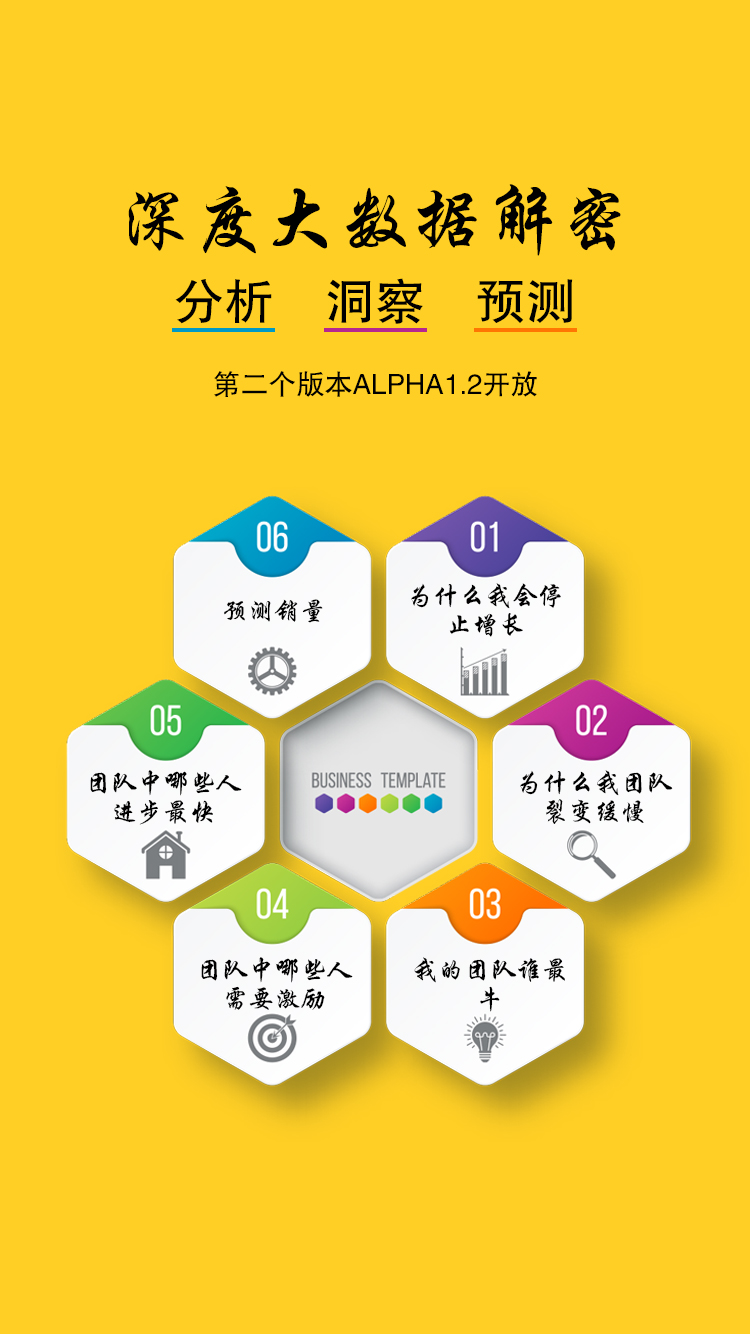 深度大数据解密
分析 洞察 预测
第二个版本ALPHA1.2开放
06
预测销量
01
为什么我会停
止增长
05
团队中哪些人
进步最快
BUSINESS TEMPLATE
02
为什么我团队
裂变缓慢
04
团队中哪些人
需要激励
03
我的团队谁最
牛